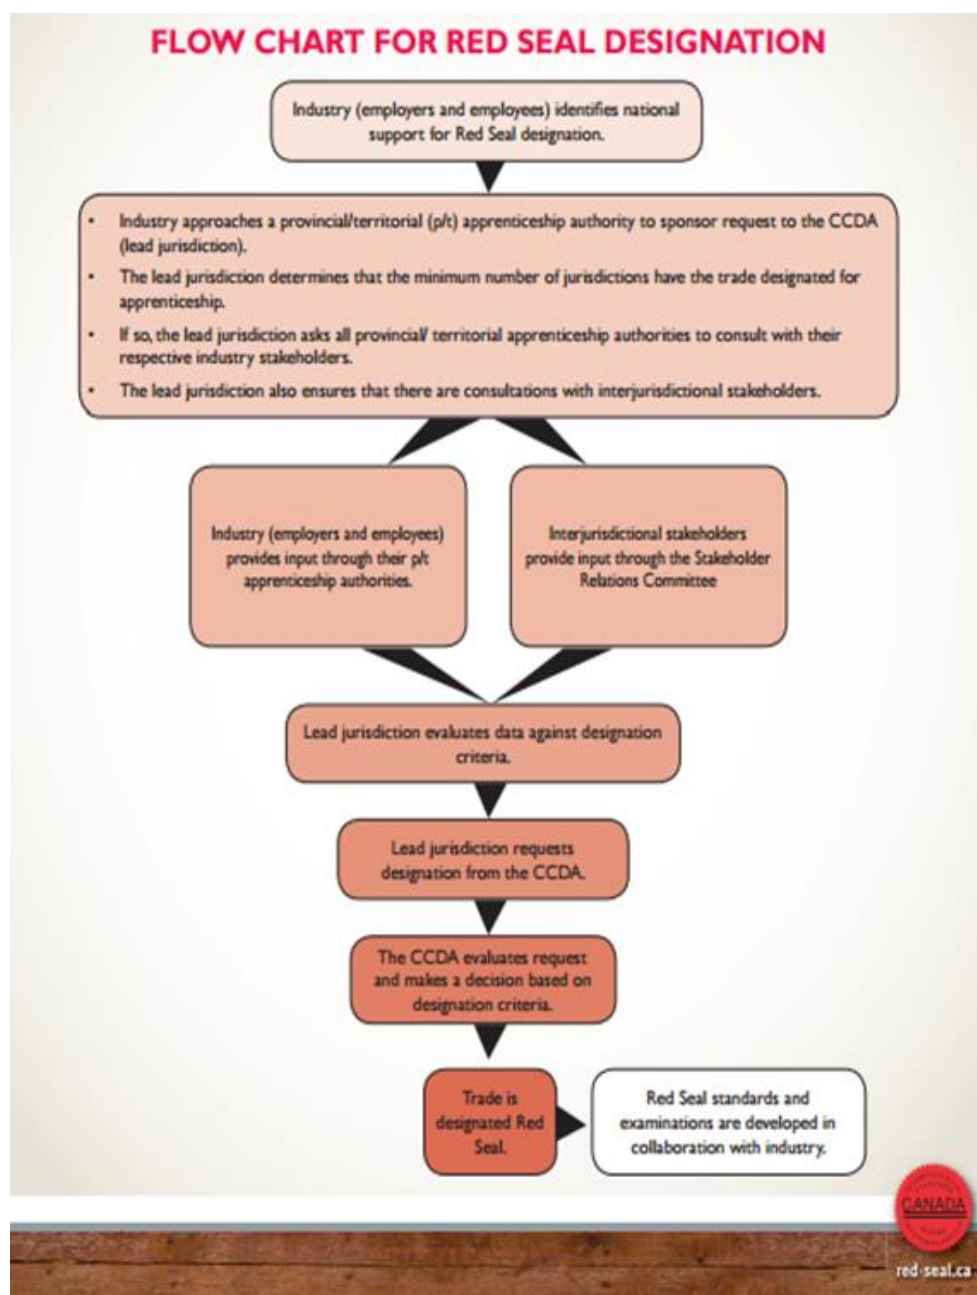 FLOW CHART FOR RED SEAL DESIGNATION
Industry (employers and employees) identifies national
support for Red Seal designation.
• Industry approaches a provincial/territorial (p/t) apprenticeship authority to sponsor request to the CCDA
(lead jurisdiction).
• The lead jurisdiction determines that the minimum number of jurisdictions have the trade designated for
apprenticeship.
• If so, the lead jurisdiction asks all provincial/ territorial apprenticeship authorities to consult with their
respective industry stakeholders.
• The lead jurisdiction also ensures that there are consultations with interjurisdictional stakeholders.
Industry (employers and employees)
provides input through their p/t
apprenticeship authorities.
Interjurisdictional stakeholders
provide input through the Stakeholder
Relations Committee
Lead jurisdiction evaluates data against designation
criteria.
Lead jurisdiction requests
designation from the CCDA.
The CCDA evaluates request
and makes a decision based on
designation criteria.
Trade is
designated Red
Seal.
Red Seal standards and
examinations are developed in
collaboration with industry.
CANADA
red-seal.ca